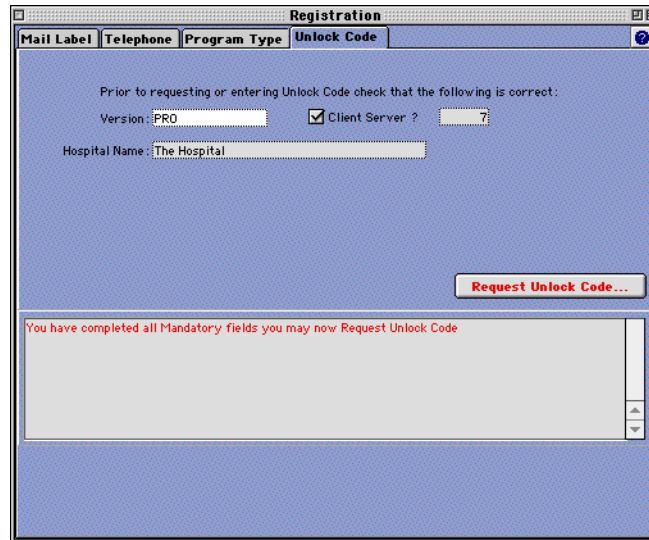 Registration
Mail Label Telephone Program Type Unlock Code ?
Prior to requesting or entering Unlock Code check that the following is correct:
Version: PRO Client Server ? 7
Hospital Name: The Hospital
Request Unlock Code...
You have completed all Mandatory fields you may now Request Unlock Code